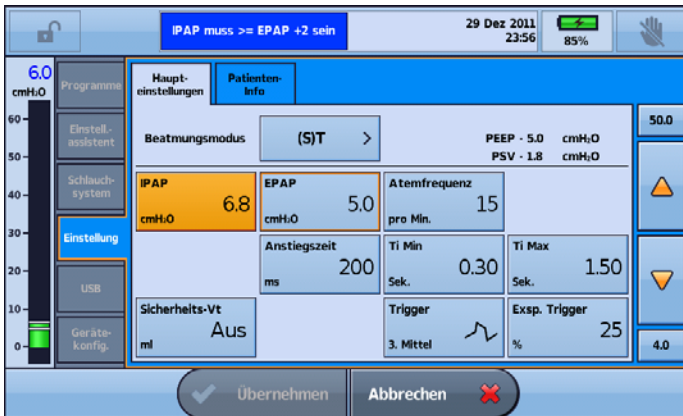 IPAP muss >= EPAP +2 sein
29 Dez 2011
23:56
85%
6.0
cmH₂O
60
50
40
30
20
10
0
Programme
Einstell.-
assistent
Schlauch-
system
Einstellung
USB
Geräte-
konfig.
Haupt-
einstellungen
Patienten-
Info
Beatmungsmodus
(S)T >
PEEP - 5.0 cmH₂O
PSV - 1.8 cmH₂O
IPAP
6.8
cmH₂O
EPAP
5.0
cmH₂O
Atemfrequenz
15
pro Min.
Anstiegszeit
200
ms
Ti Min
0.30
Sek.
Ti Max
1.50
Sek.
Sicherheits-Vt
Aus
ml
Trigger
3. Mittel
Exsp. Trigger
25
%
50.0
4.0
Übernehmen
Abbrechen